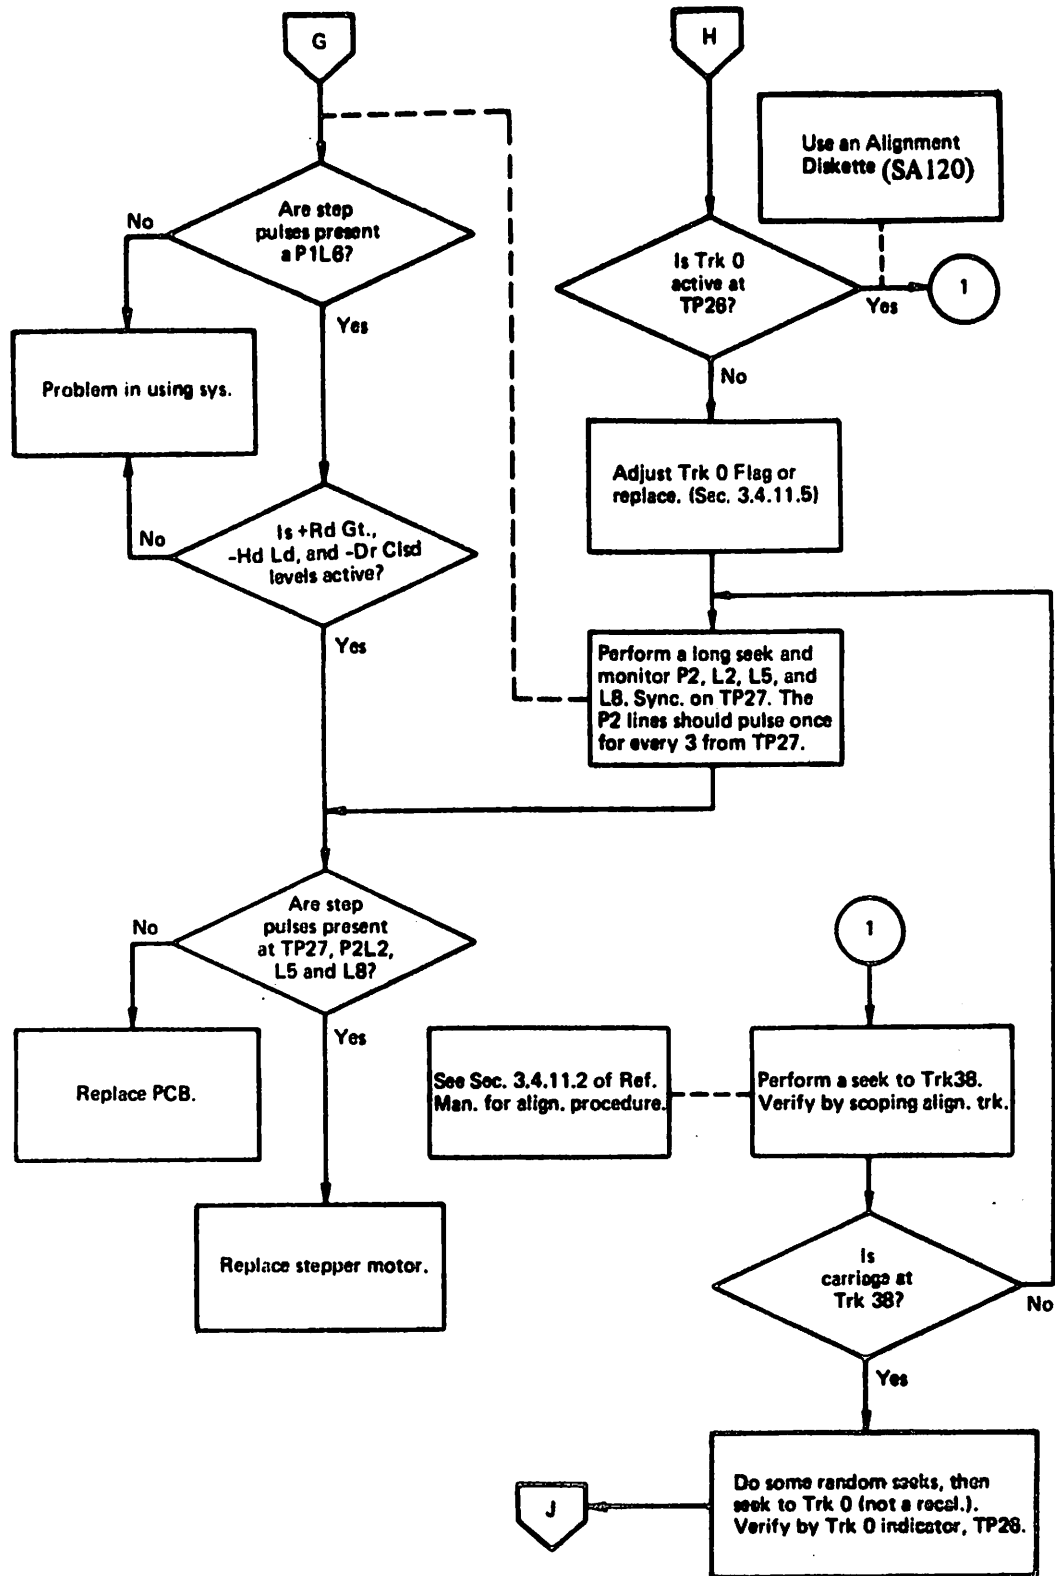 G
Are step
pulses present
a P1L6?
No
Yes
Problem in using sys.
Is +Rd Gt.,
-Hd Ld, and -Dr Clsd
levels active?
No
Yes
Are step
pulses present
at TP27, P2L2,
L5 and L8?
No
Yes
Replace PCB.
Replace stepper motor.
H
Use an Alignment
Diskette (SA120)
Is Trk 0
active at
TP26?
Yes
1
No
Adjust Trk 0 Flag or
replace. (Sec. 3.4.11.5)
Perform a long seek and
monitor P2, L2, L5, and
L8. Sync. on TP27. The
P2 lines should pulse once
for every 3 from TP27.
1
See Sec. 3.4.11.2 of Ref.
Man. for align. procedure.
Perform a seek to Trk38.
Verify by scoping align. trk.
Is
carriage at
Trk 38?
No
Yes
Do some random seeks, then
seek to Trk 0 (not a recal.).
Verify by Trk 0 indicator, TP26.
J